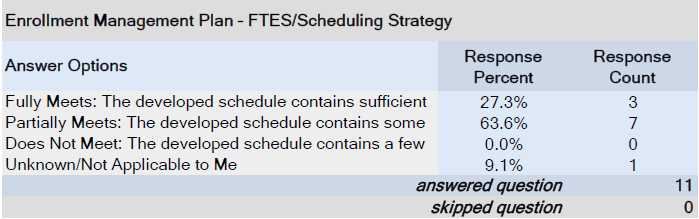 Enrollment Management Plan - FTES/Scheduling Strategy
Answer Options Response Percent Response Count
Fully Meets: The developed schedule contains sufficient 27.3% 3
Partially Meets: The developed schedule contains some 63.6% 7
Does Not Meet: The developed schedule contains a few 0.0% 0
Unknown/Not Applicable to Me 9.1% 1
answered question 11
skipped question 0